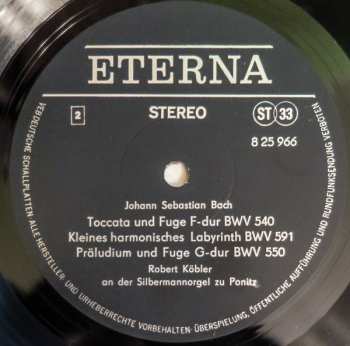 ETERNA
2
STEREO
ST 33
8 25 966
Johann Sebastian Bach
Toccata und Fuge F-dur BWV 540
Kleines harmonisches Labyrinth BWV 591
Präludium und Fuge G-dur BWV 550
Robert Köbler
an der Silbermannorgel zu Ponitz
VEB DEUTSCHE SCHALLPLATTEN ALLE HERSTELLER- UND URHEBERRECHTE VORBEHALTEN · ÜBERSPIELUNG, ÖFFENTLICHE AUFFÜHRUNG UND RUNDFUNKSENDUNG VERBOTEN